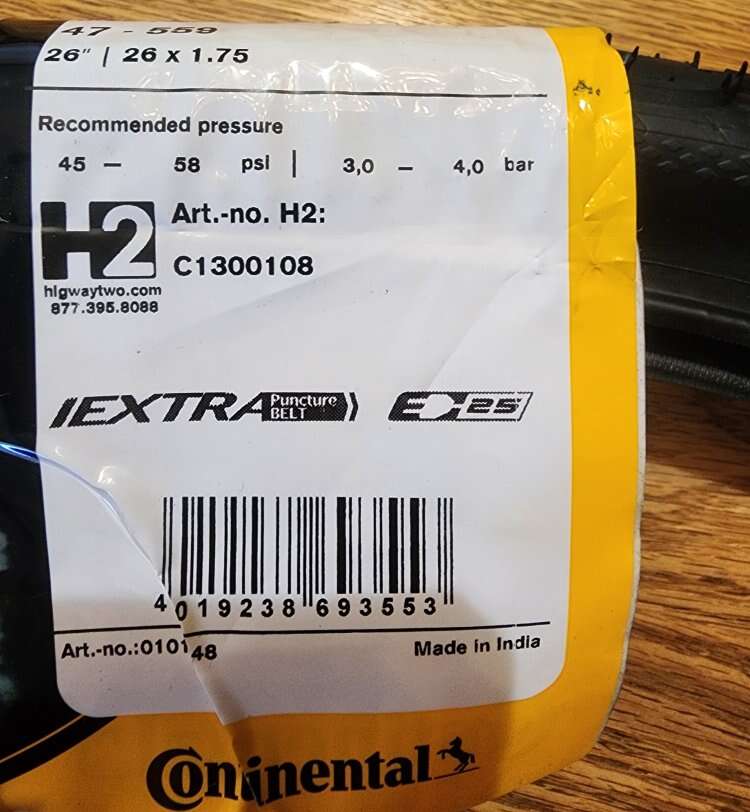 47 - 559
26" | 26 x 1.75
Recommended pressure
45 – 58 psi | 3,0 – 4,0 bar
H2
Art.-no. H2:
C1300108
higwaytwo.com
877.395.8088
EXTRA Puncture BELT
E 25
4 019238 693553
Art.-no.:0101 48
Made in India
Continental